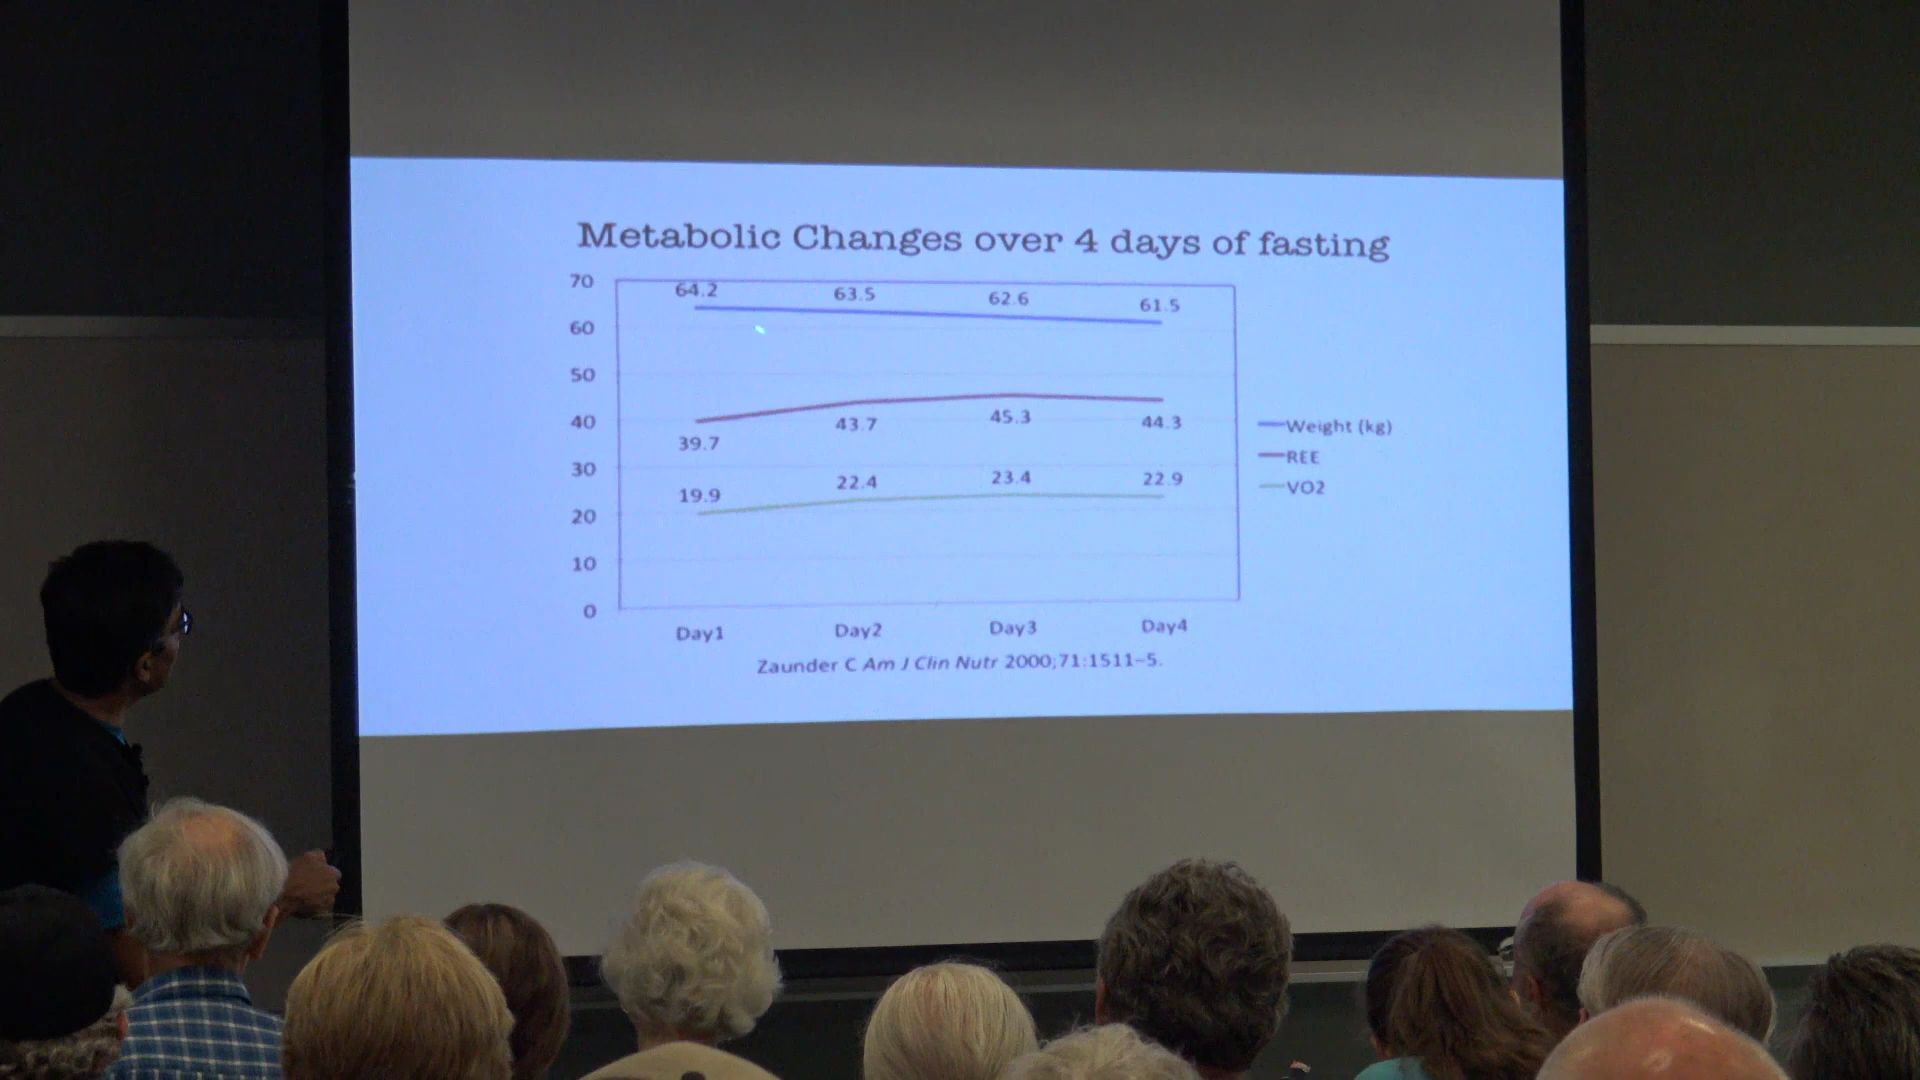 Metabolic Changes over 4 days of fasting
70
64.2 63.5 62.6 61.5
60
50
40
39.7 43.7 45.3 44.3
30
19.9 22.4 23.4 22.9
20
10
0
Day1 Day2 Day3 Day4
Weight (kg)
REE
VO2
Zaunder C Am J Clin Nutr 2000;71:1511–5.